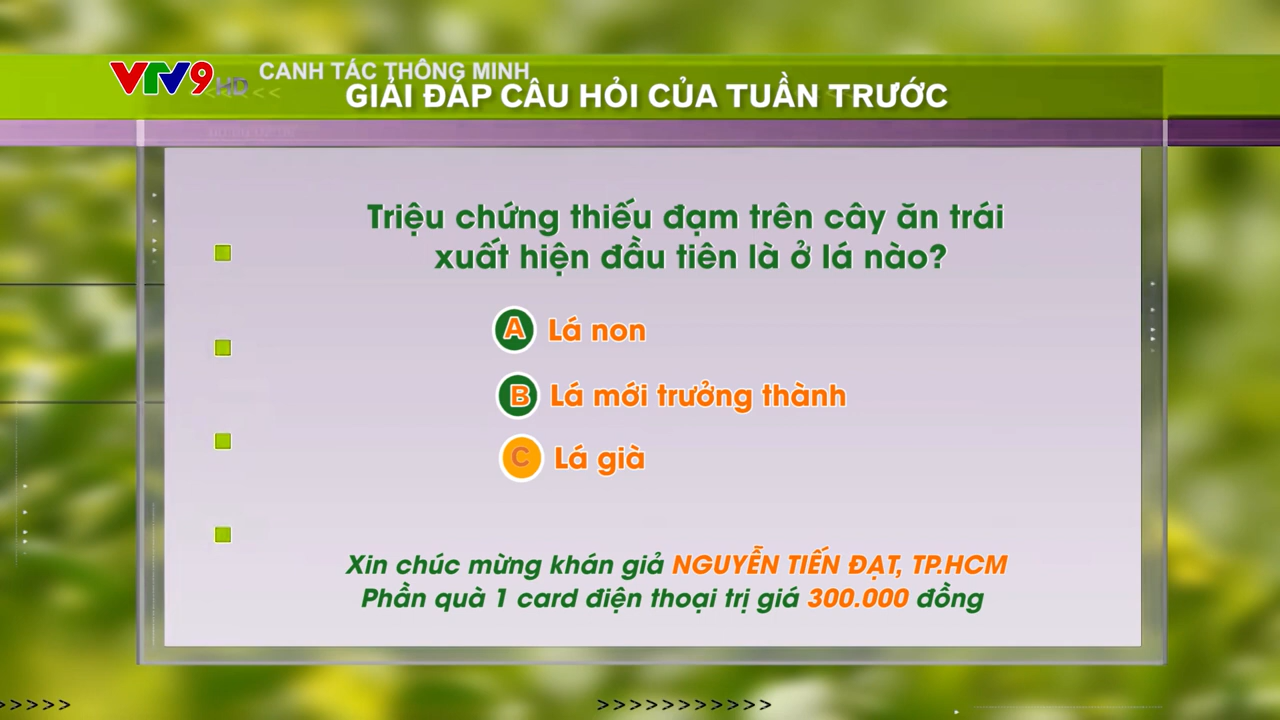 VTV9 HD
CANH TÁC THÔNG MINH
GIẢI ĐÁP CÂU HỎI CỦA TUẦN TRƯỚC
Triệu chứng thiếu đạm trên cây ăn trái
xuất hiện đầu tiên là ở lá nào?
A Lá non
B Lá mới trưởng thành
C Lá già
Xin chúc mừng khán giả NGUYỄN TIẾN ĐẠT, TP.HCM
Phần quà 1 card điện thoại trị giá 300.000 đồng